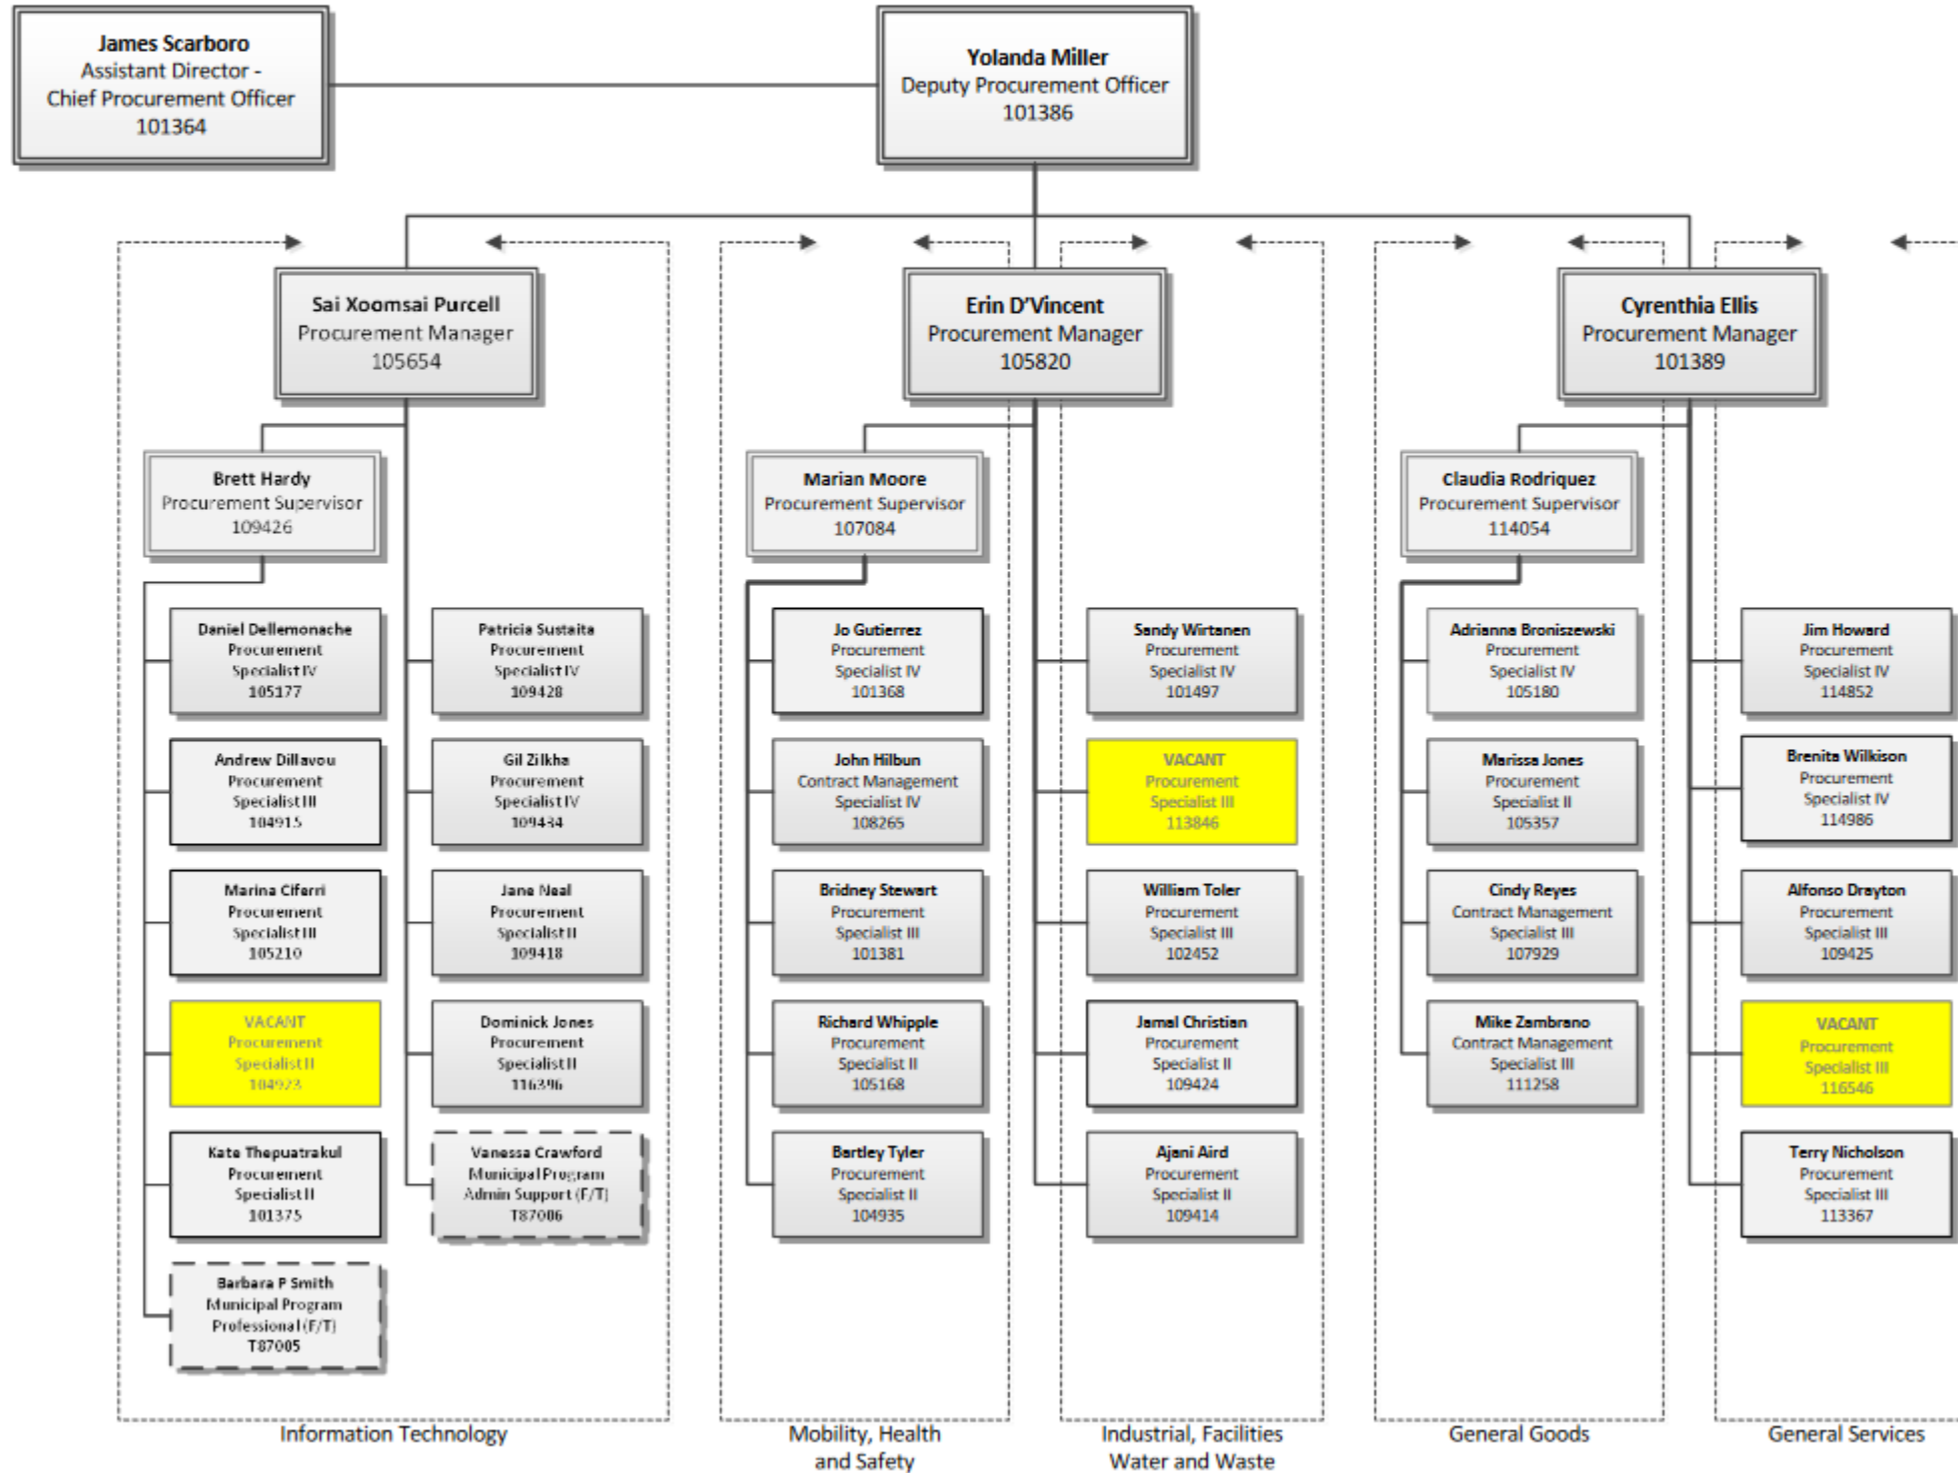 James Scarboro
Assistant Director -
Chief Procurement Officer
101364
Yolanda Miller
Deputy Procurement Officer
101386
Sai Xoomsai Purcell
Procurement Manager
105654
Erin D'Vincent
Procurement Manager
105820
Cyrenthia Ellis
Procurement Manager
101389
Brett Hardy
Procurement Supervisor
109426
Marian Moore
Procurement Supervisor
107084
Claudia Rodriquez
Procurement Supervisor
114054
Daniel Dellemonache
Procurement
Specialist IV
105177
Patricia Sustaita
Procurement
Specialist IV
109428
Jo Gutierrez
Procurement
Specialist IV
101368
Sandy Wirtanen
Procurement
Specialist IV
101497
Adrianna Broniszewski
Procurement
Specialist IV
105180
Jim Howard
Procurement
Specialist IV
114852
Andrew Dillavou
Procurement
Specialist III
104915
Gil Zilkha
Procurement
Specialist IV
109434
John Hilbun
Contract Management
Specialist IV
108265
VACANT
Procurement
Specialist III
113846
Marissa Jones
Procurement
Specialist II
105357
Brenita Wilkison
Procurement
Specialist IV
114986
Marina Ciferri
Procurement
Specialist III
105210
Jane Neal
Procurement
Specialist II
109418
Bridney Stewart
Procurement
Specialist III
101381
William Toler
Procurement
Specialist III
102452
Cindy Reyes
Contract Management
Specialist III
107929
Alfonso Drayton
Procurement
Specialist III
109425
VACANT
Procurement
Specialist II
104923
Dominick Jones
Procurement
Specialist II
116396
Richard Whipple
Procurement
Specialist II
105168
Jamal Christian
Procurement
Specialist II
109424
Mike Zambrano
Contract Management
Specialist III
111258
VACANT
Procurement
Specialist III
116546
Kate Thepuatrakul
Procurement
Specialist II
101375
Vanessa Crawford
Municipal Program
Admin Support (F/T)
T87006
Bartley Tyler
Procurement
Specialist II
104935
Ajani Aird
Procurement
Specialist II
109414
Terry Nicholson
Procurement
Specialist III
113367
Barbara P Smith
Municipal Program
Professional (F/T)
T87005
Information Technology
Mobility, Health
and Safety
Industrial, Facilities
Water and Waste
General Goods
General Services